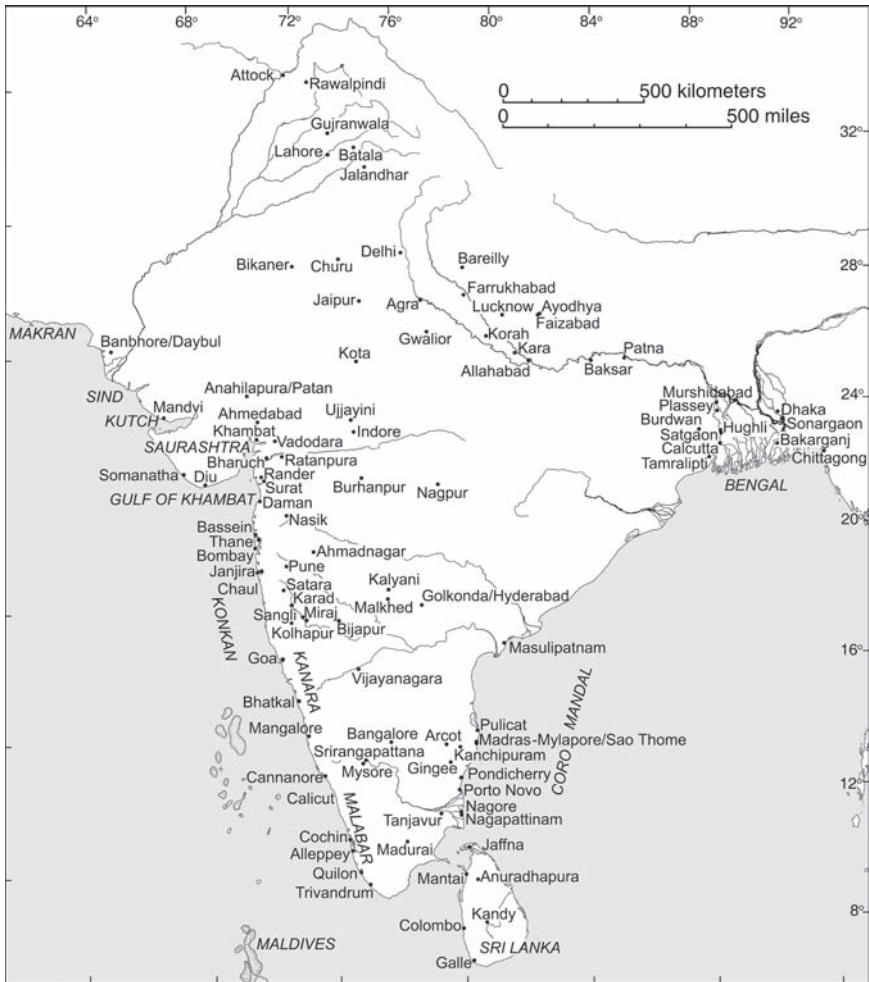 64° 68° 72 76° 80 84° 88° 92°
0 500 kilometers
0 500 miles
Attock
Rawalpindi
Gujranwala
32°
Lahore
Batala
Jalandhar
Delhi
Bareilly
28°
Bikaner
Churu
Farrukhabad
Jaipur
Agra
Lucknow
Ayodhya
Faizabad
MAKRAN
Banbhore/Daybul
Gwalior
Korah
Kota
Kara
Patna
Allahabad
Baksar
SIND
Anahilapura/Patan
24°
Murshidabad
KUTCH
Mandvi
Ahmedabad
Ujjayini
Plassey
Dhaka
Khambat
Indore
Burdwan
Hughli
Sonargaon
SAURASHTRA
Vadodara
Satgaon
Bakarganj
Bharuch
Ratanpura
Calcutta
Chittagong
Somanatha
Diu
Rander
Tamralipti
Surat
Burhanpur
Nagpur
BENGAL
GULF OF KHAMBAT
Daman
Nasik
20°
Bassein
Thane
Ahmadnagar
Bombay
Pune
Janjira
Kalyani
Chaul
Satara
Golkonda/Hyderabad
Karad
Malkhed
KONKAN
Sangli
Miraj
Kolhapur
Bijapur
Masulipatnam
16°
Goa
KANARA
Vijayanagara
CORO MANDAL
Bhatkal
Pulicat
Mangalore
Bangalore
Arcot
Madras-Mylapore/Sao Thome
Srirangapattana
Kanchipuram
Mysore
Gingee
Pondicherry
12°
Cannanore
Porto Novo
Calicut
MALABAR
Nagore
Tanjavur
Nagapattinam
Cochin
Madurai
Jaffna
Alleppey
Quilon
Mantai
Anuradhapura
Trivandrum
8°
Kandy
Colombo
MALDIVES
SRI LANKA
Galle